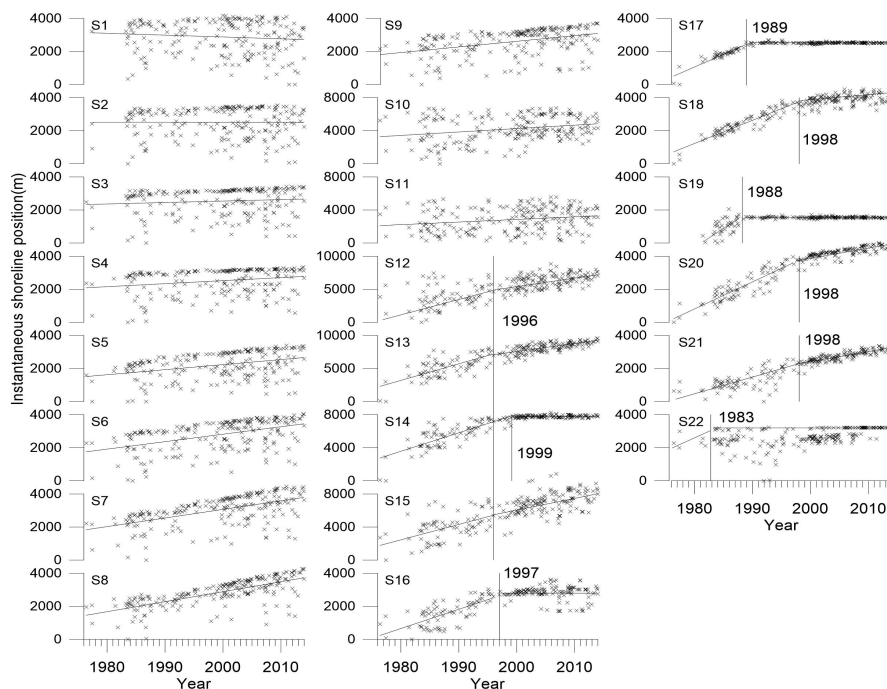 Instantaneous shoreline position(m)
S1
4000
2000
0
S2
4000
2000
0
S3
4000
2000
0
S4
4000
2000
0
S5
4000
2000
0
S6
4000
2000
0
S7
4000
2000
0
S8
4000
2000
0
1980 1990 2000 2010
Year
S9
4000
2000
0
S10
8000
4000
0
S11
8000
4000
0
S12
10000
5000
0
1996
S13
10000
5000
0
S14
8000
4000
0
1999
S15
8000
4000
0
S16
4000
2000
0
1997
1980 1990 2000 2010
Year
S17
4000
2000
0
1989
S18
4000
2000
0
1998
S19
4000
2000
0
1988
S20
4000
2000
0
1998
S21
4000
2000
0
1998
S22
4000
2000
0
1983
1980 1990 2000 2010
Year